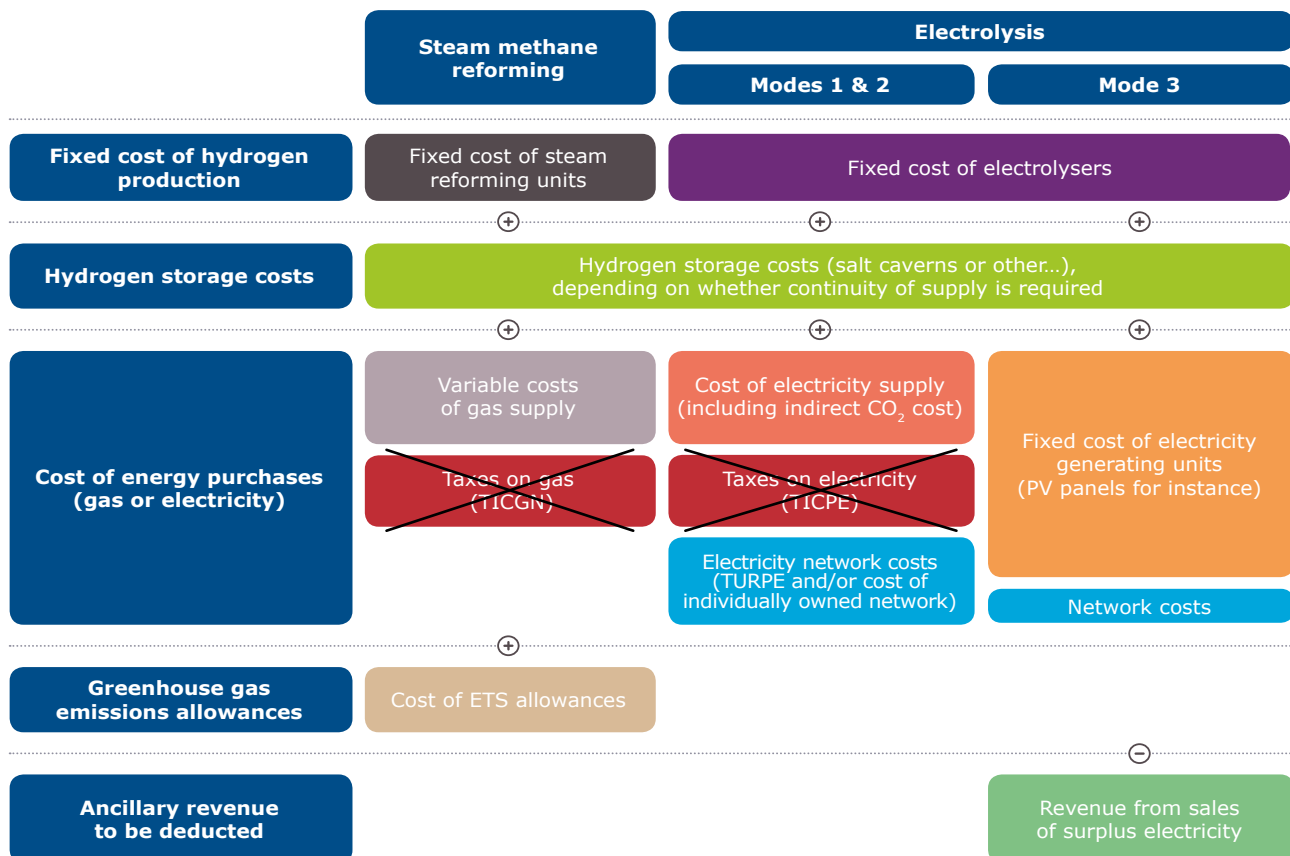 Steam methane
reforming
Electrolysis
Modes 1 & 2
Mode 3
Fixed cost of hydrogen
production
Fixed cost of steam
reforming units
Fixed cost of electrolysers
Hydrogen storage costs
Hydrogen storage costs (salt caverns or other…),
depending on whether continuity of supply is required
Cost of energy purchases
(gas or electricity)
Variable costs
of gas supply
Taxes on gas
(TICGN)
Cost of electricity supply
(including indirect CO₂ cost)
Taxes on electricity
(TICPE)
Electricity network costs
(TURPE and/or cost of
individually owned network)
Fixed cost of electricity
generating units
(PV panels for instance)
Network costs
Greenhouse gas
emissions allowances
Cost of ETS allowances
Ancillary revenue
to be deducted
Revenue from sales
of surplus electricity